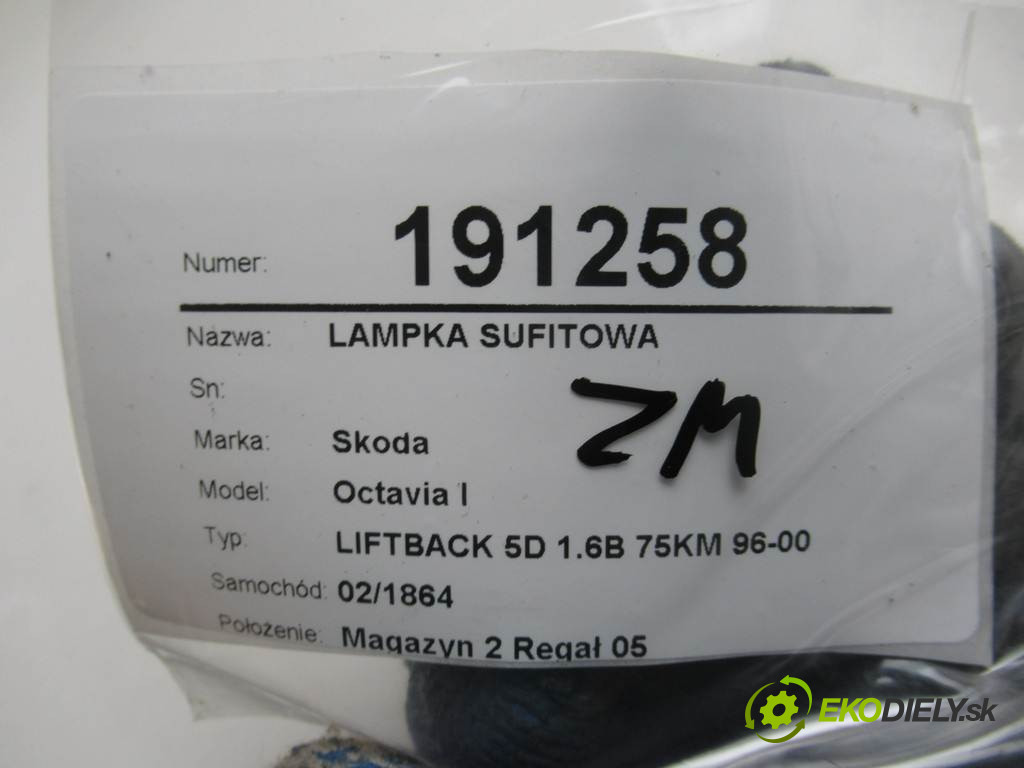 Numer: 191258
Nazwa: LAMPKA SUFITOWA
Sn:
ZM
Marka: Skoda
Model: Octavia I
Typ: LIFTBACK 5D 1.6B 75KM 96-00
Samochód: 02/1864
Położenie: Magazyn 2 Regał 05
EKODIELY.sk